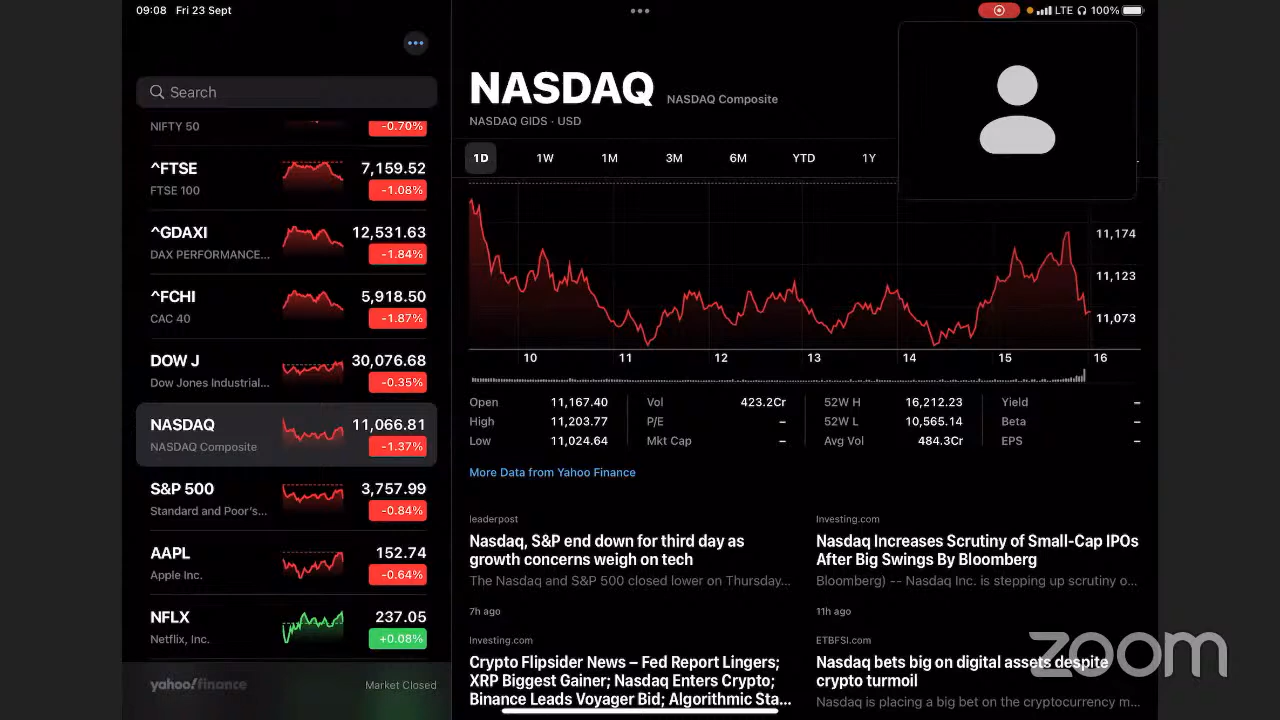 09:08 Fri 23 Sept
LTE 100%
Search
NIFTY 50
-0.70%
^FTSE
7,159.52
FTSE 100
-1.08%
^GDAXI
12,531.63
DAX PERFORMANCE...
-1.84%
^FCHI
5,918.50
CAC 40
-1.87%
DOW J
30,076.68
Dow Jones Industrial...
-0.35%
NASDAQ
11,066.81
NASDAQ Composite
-1.37%
S&P 500
3,757.99
Standard and Poor's...
-0.84%
AAPL
152.74
Apple Inc.
-0.64%
NFLX
237.05
Netflix, Inc.
+0.08%
yahoo!finance
Market Closed
NASDAQ NASDAQ Composite
NASDAQ GIDS · USD
1D 1W 1M 3M 6M YTD 1Y
11,174
11,123
11,073
10 11 12 13 14 15 16
Open 11,167.40 Vol 423.2Cr 52W H 16,212.23 Yield –
High 11,203.77 P/E – 52W L 10,565.14 Beta –
Low 11,024.64 Mkt Cap – Avg Vol 484.3Cr EPS –
More Data from Yahoo Finance
leaderpost
Nasdaq, S&P end down for third day as
growth concerns weigh on tech
The Nasdaq and S&P 500 closed lower on Thursday...
7h ago
Investing.com
Nasdaq Increases Scrutiny of Small-Cap IPOs
After Big Swings By Bloomberg
Bloomberg) -- Nasdaq Inc. is stepping up scrutiny o...
11h ago
Investing.com
Crypto Flipsider News – Fed Report Lingers;
XRP Biggest Gainer; Nasdaq Enters Crypto;
Binance Leads Voyager Bid; Algorithmic Sta...
ETBFSI.com
Nasdaq bets big on digital assets despite
crypto turmoil
Nasdaq is placing a big bet on the cryptocurrency m...
zoom